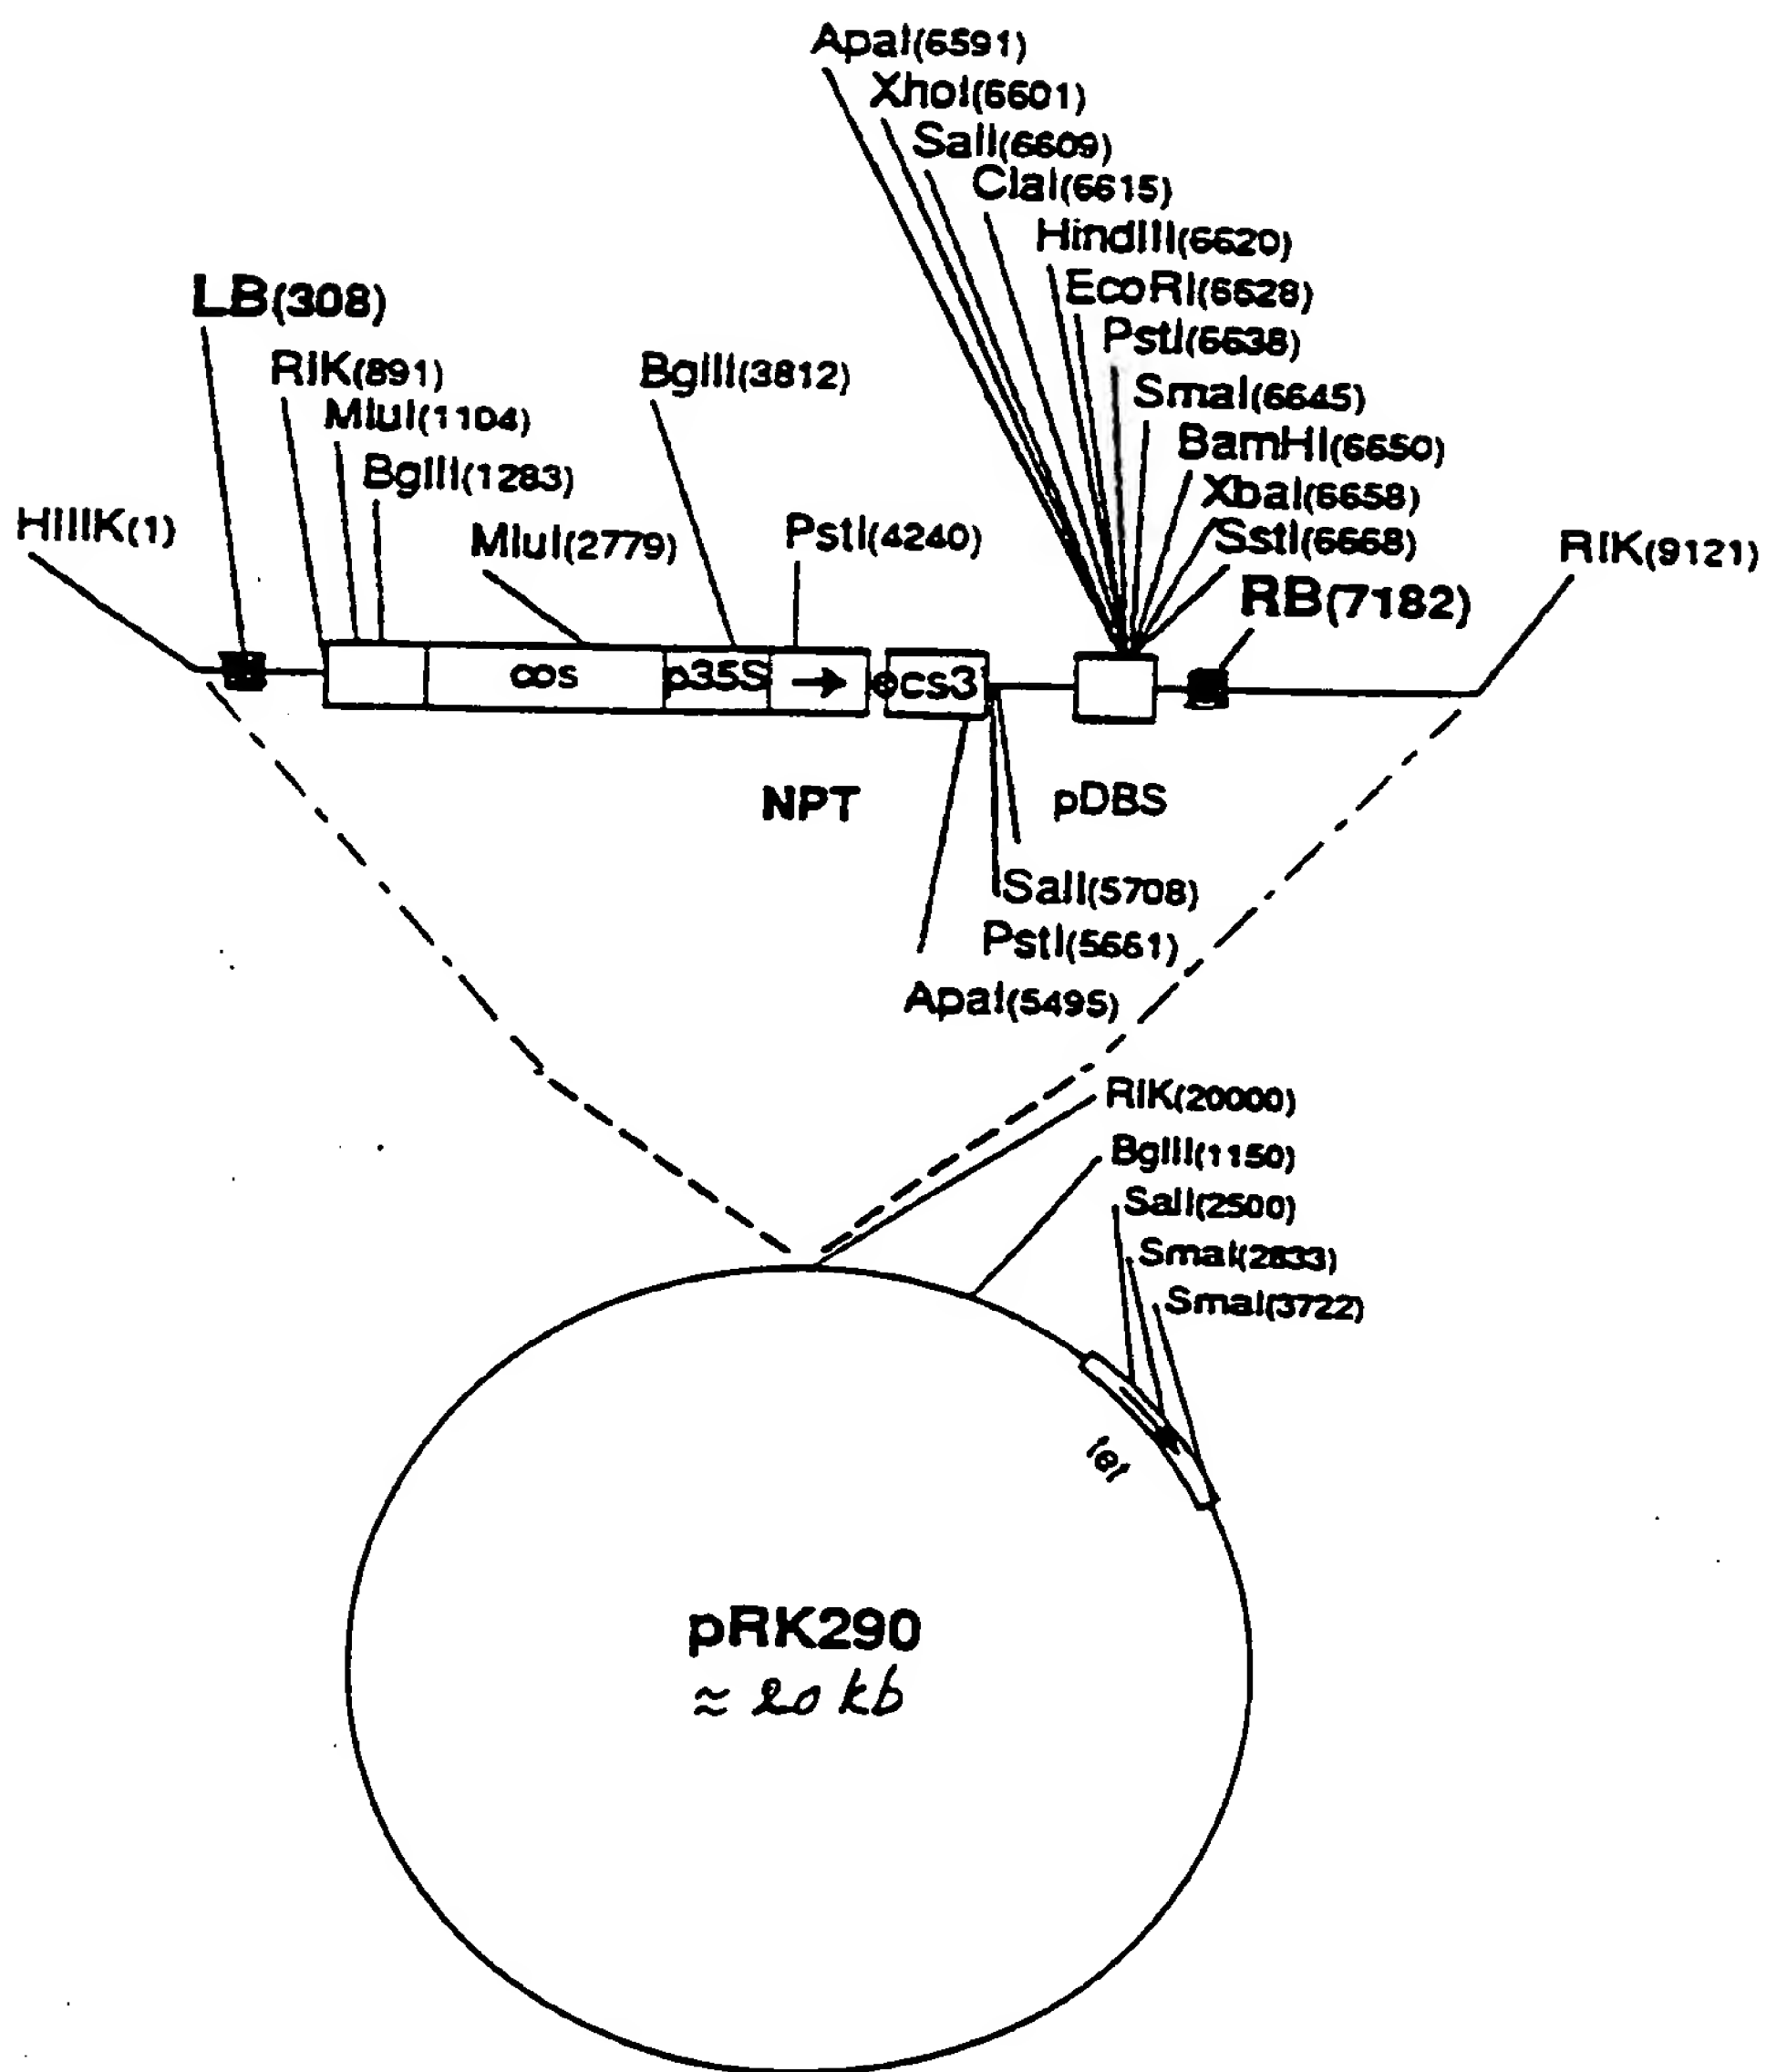 ApaI(6591)
XhoI(6601)
SalI(6609)
ClaI(6615)
HindIII(6620)
EcoRI(6628)
PstI(6638)
SmaI(6645)
BamHI(6650)
XbaI(6658)
SstI(6668)
LB(308)
RIK(891)
MluI(1104)
BglII(1283)
BglII(3812)
HIIIK(1)
MluI(2779)
PstI(4240)
RIK(9121)
RB(7182)
cos
p35S
ocs3
NPT
pDBS
SalI(5708)
PstI(5661)
ApaI(5495)
RIK(20000)
BglII(1150)
SalI(2500)
SmaI(2833)
SmaI(3722)
tet
pRK290
≈ 20 kb